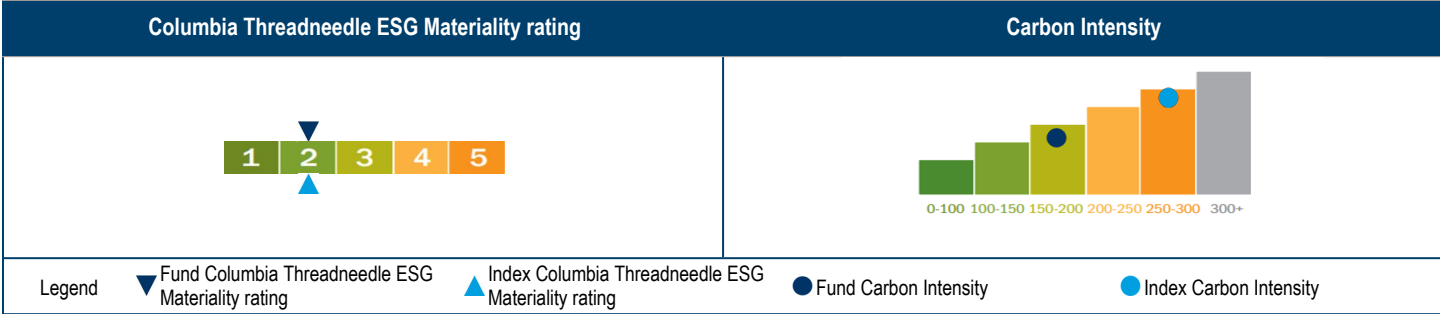 Columbia Threadneedle ESG Materiality rating
Carbon Intensity
1 2 3 4 5
0-100 100-150 150-200 200-250 250-300 300+
Legend
Fund Columbia Threadneedle ESG
Materiality rating
Index Columbia Threadneedle ESG
Materiality rating
Fund Carbon Intensity
Index Carbon Intensity